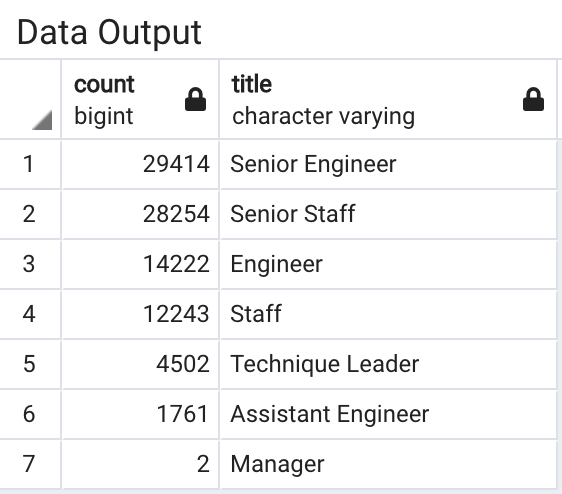 Data Output
count title
bigint character varying
1 29414 Senior Engineer
2 28254 Senior Staff
3 14222 Engineer
4 12243 Staff
5 4502 Technique Leader
6 1761 Assistant Engineer
7 2 Manager